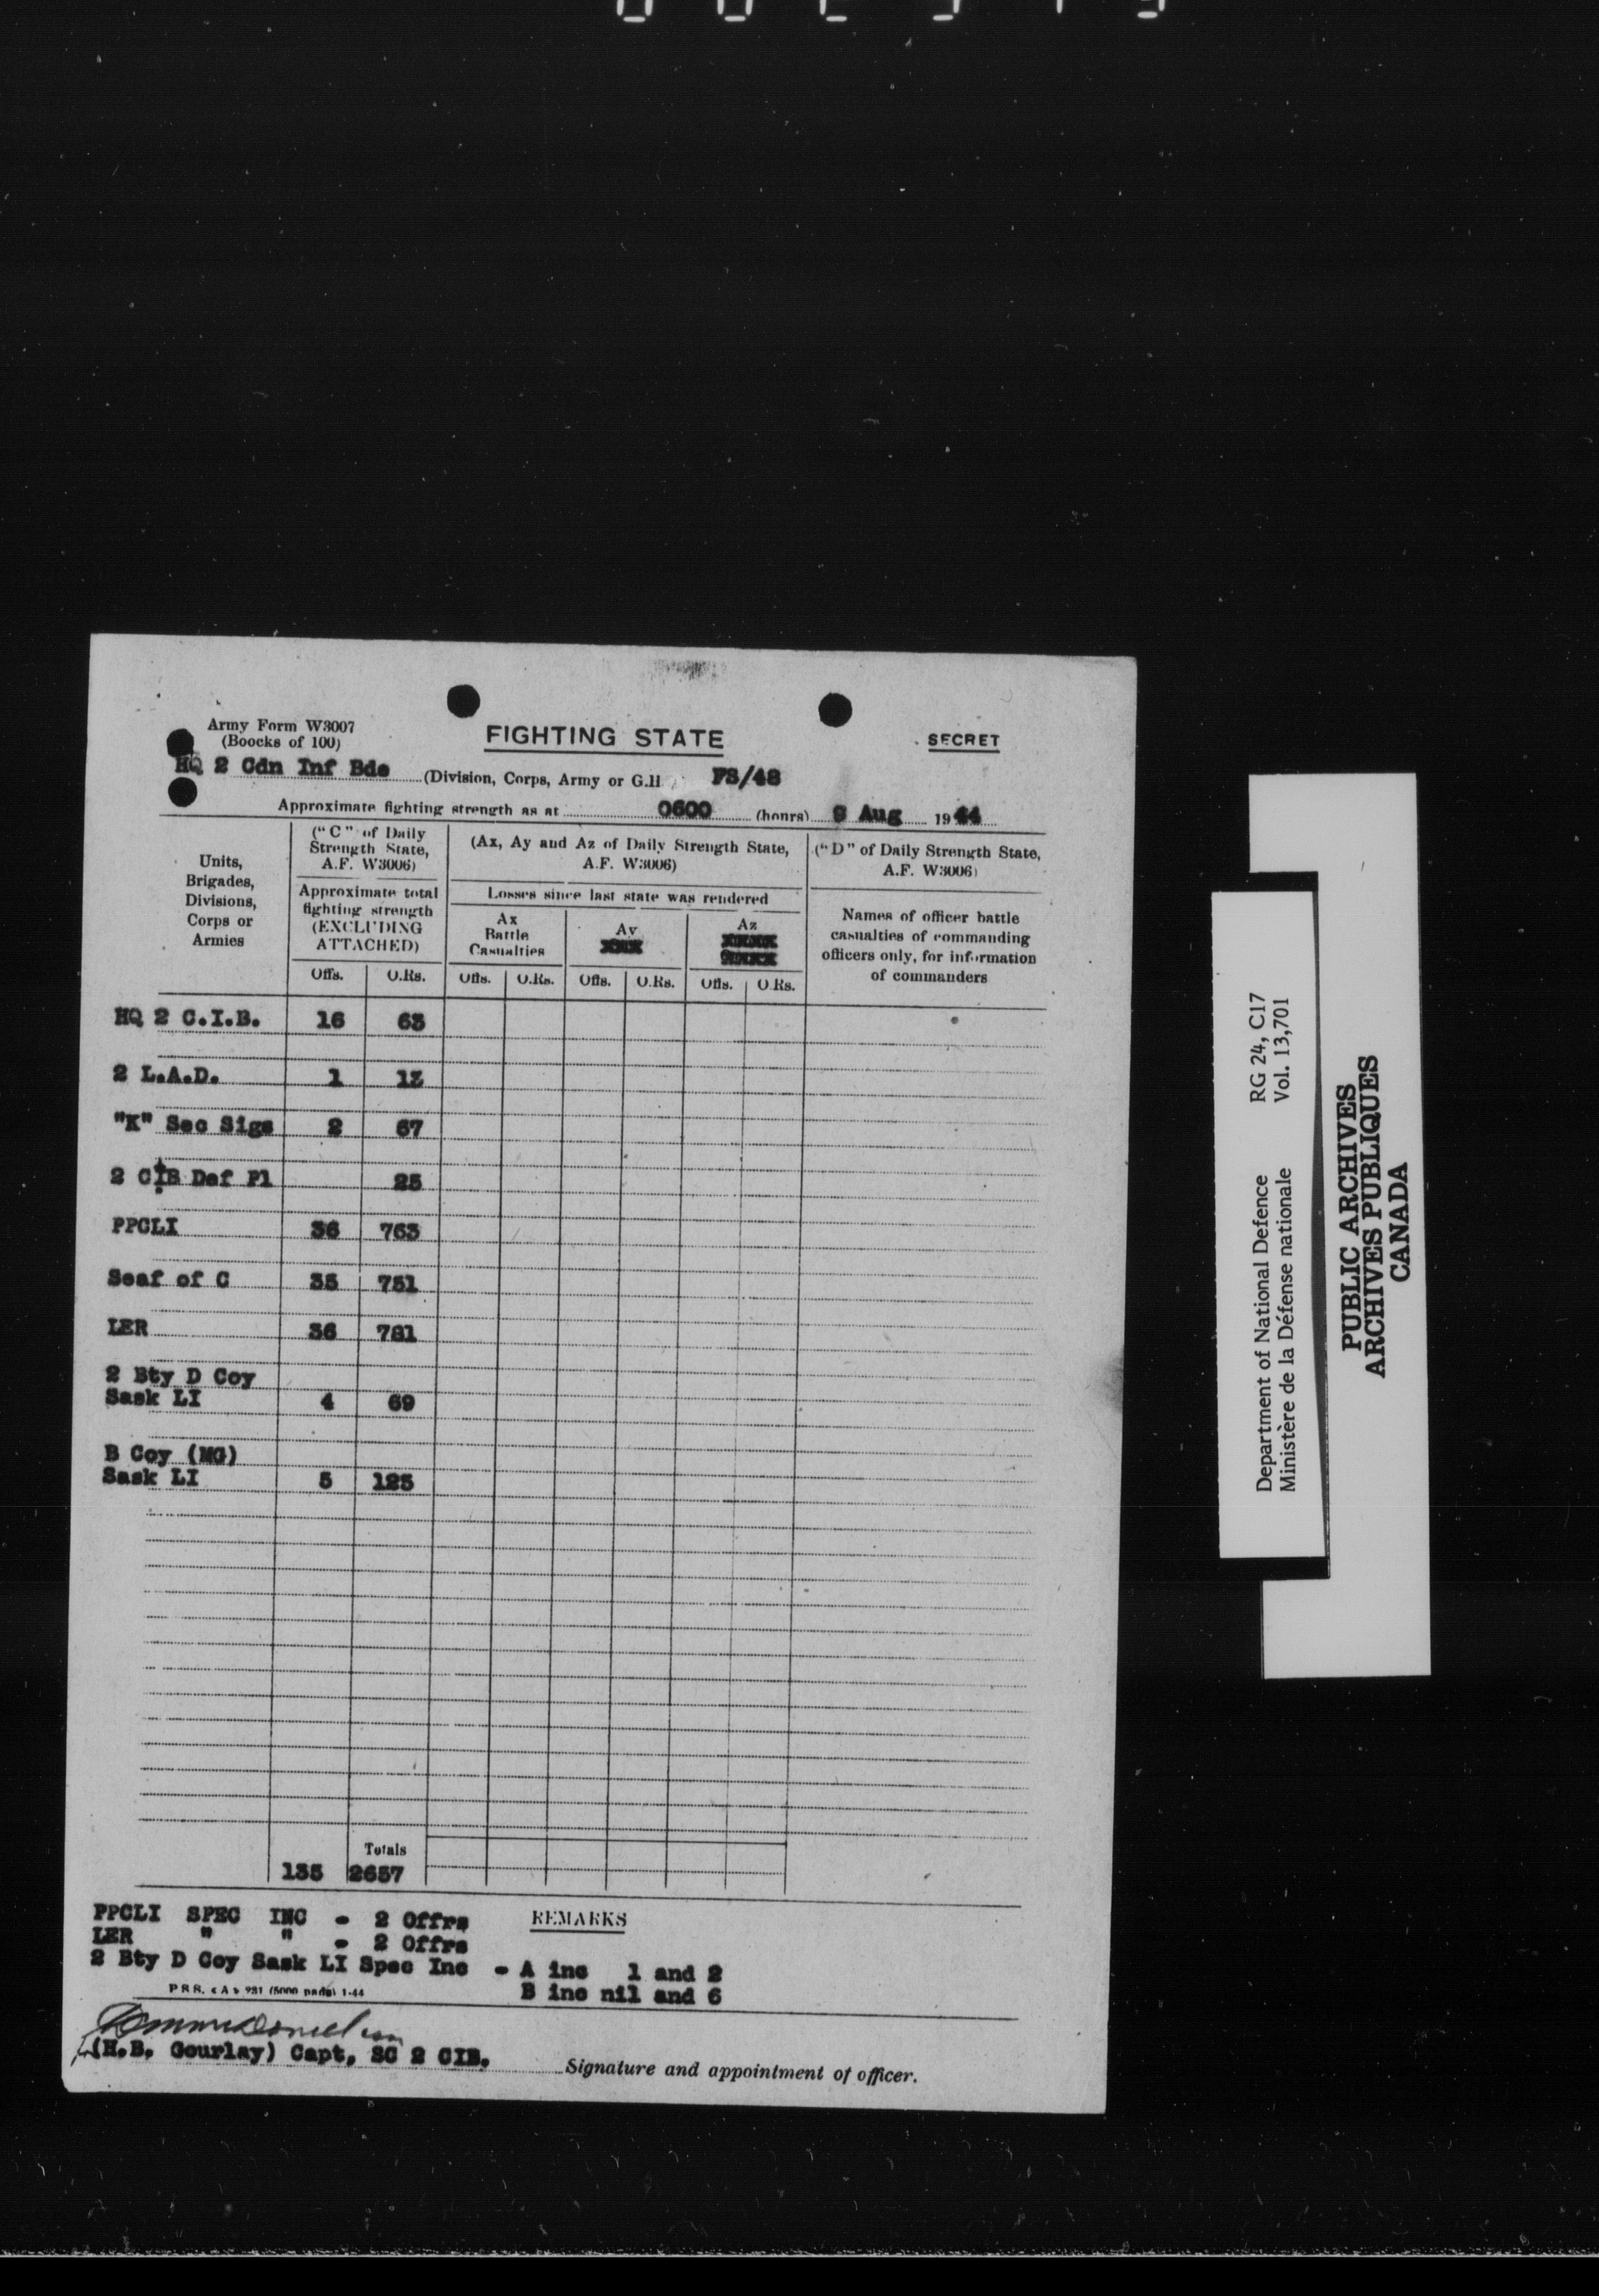 Army Form W3007
(Boocks of 100)
FIGHTING STATE
SECRET
HQ 2 Cdn Inf Bde (Division, Corps, Army or G.H FS/48
Approximate fighting strength as at 0600 (hours) 9 Aug 1944
Units, Brigades, Divisions, Corps or Armies
("C" of Daily Strength State, A.F. W3006)
Approximate total fighting strength (EXCLUDING ATTACHED)
(Ax, Ay and Az of Daily Strength State, A.F. W3006)
Losses since last state was rendered
Ax Battle Casualties
Ay
Az
("D" of Daily Strength State, A.F. W3006)
Names of officer battle casualties of commanding officers only, for information of commanders
Offs. O.Rs. Offs. O.Rs. Offs. O.Rs. Offs. O.Rs.
HQ 2 C.I.B. 16 63
2 L.A.D. 1 13
"K" Sec Sigs 2 67
2 CIB Def Pl 25
PPCLI 36 763
Seaf of C 35 751
LER 36 781
2 Bty D Coy
Sask LI 4 69
B Coy (MG)
Sask LI 5 125
Totals
135 2657
REMARKS
PPCLI SPEC INC - 2 Offrs
LER " " - 2 Offrs
2 Bty D Coy Sask LI Spec Inc - A inc 1 and 2
B inc nil and 6
P.R.S. « A » 931 (5000 pads) 1-44
(H.B. Gourlay) Capt, SC 2 CIB.
Signature and appointment of officer.
Department of National Defence RG 24, C17
Ministère de la Défense nationale Vol. 13,701
PUBLIC ARCHIVES
ARCHIVES PUBLIQUES
CANADA